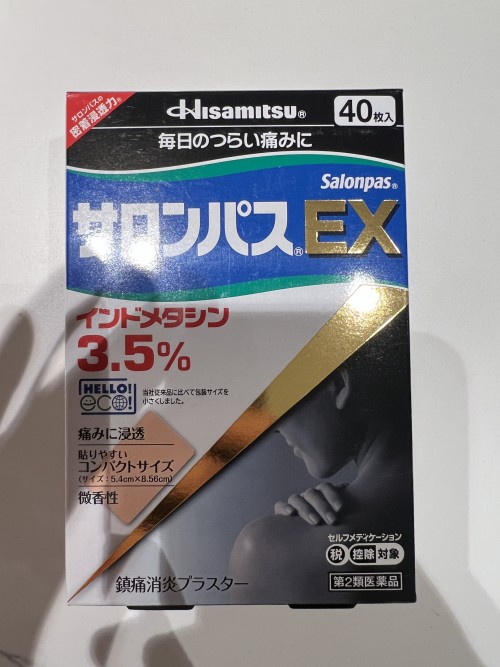 サロンパスの
密着浸透力®
Hisamitsu®
40枚入
毎日のつらい痛みに
Salonpas®
サロンパス®EX
インドメタシン
3.5%
HELLO!
eco!
当社従来品に比べて包装サイズを
小さくしました。
痛みに浸透
貼りやすい
コンパクトサイズ
(サイズ:5.4cm×8.56cm)
微香性
セルフメディケーション
税 控除 対象
鎮痛消炎プラスター
第2類医薬品